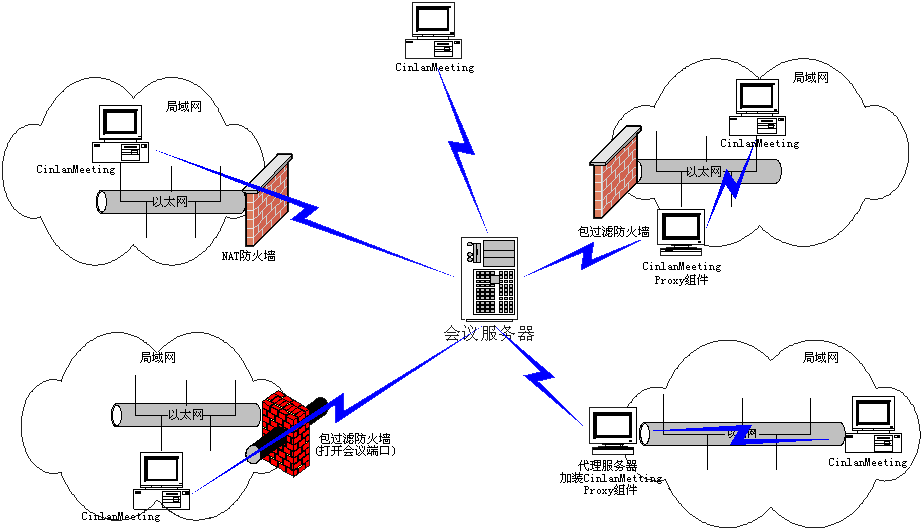 CinlanMeeting
局域网
CinlanMeeting
以太网
NAT防火墙
局域网
CinlanMeeting
以太网
包过滤防火墙
CinlanMeeting
Proxy组件
会议服务器
局域网
以太网
包过滤防火墙
(打开会议端口)
CinlanMeeting
局域网
以太网
CinlanMeeting
代理服务器
加装CinlanMetting
Proxy组件